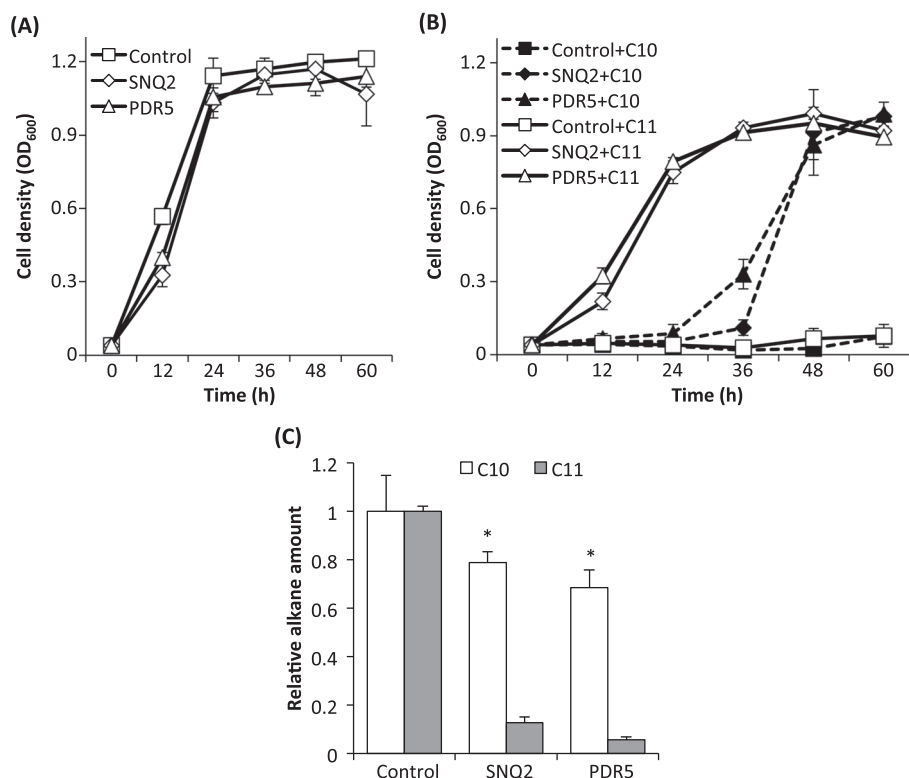 (A)
Control
SNQ2
PDR5
Cell density (OD600)
1.2
0.9
0.6
0.3
0
0 12 24 36 48 60
Time (h)
(B)
Control+C10
SNQ2+C10
PDR5+C10
Control+C11
SNQ2+C11
PDR5+C11
Cell density (OD600)
1.2
0.9
0.6
0.3
0
0 12 24 36 48 60
Time (h)
(C)
C10 C11
Relative alkane amount
1.2
1
0.8
0.6
0.4
0.2
0
* *
Control SNQ2 PDR5